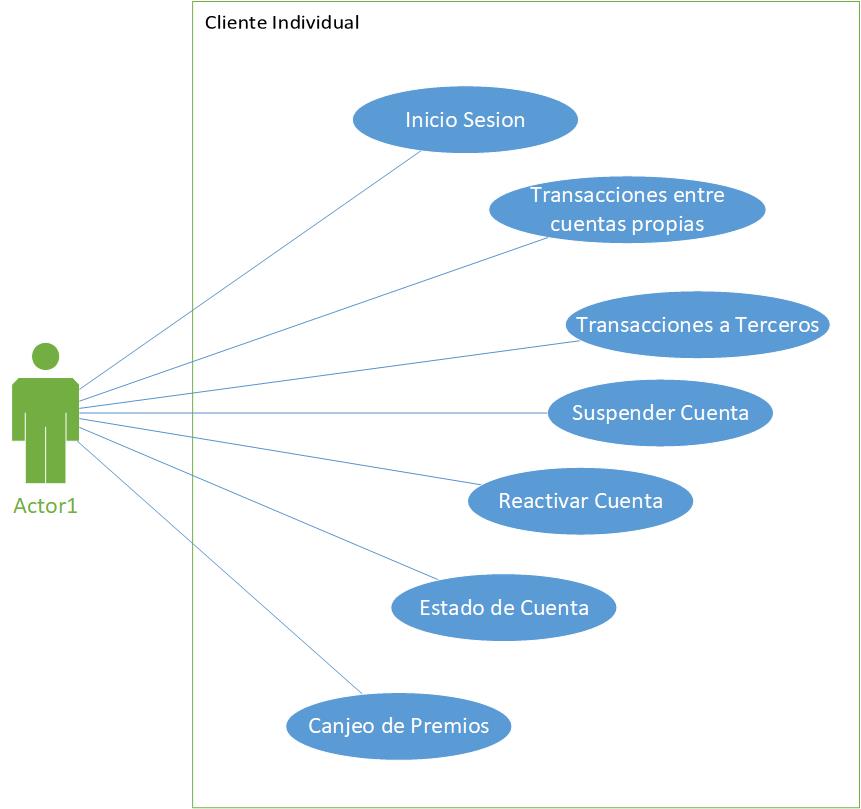 Cliente Individual
Inicio Sesion
Transacciones entre
cuentas propias
Transacciones a Terceros
Suspender Cuenta
Reactivar Cuenta
Actor1
Estado de Cuenta
Canjeo de Premios